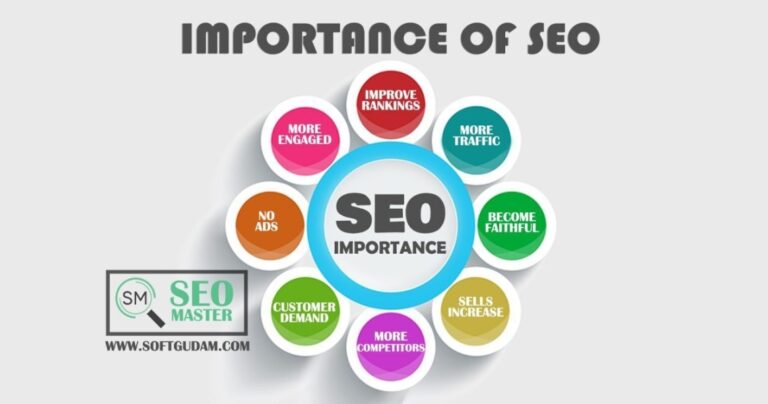 IMPORTANCE OF SEO
IMPROVE
RANKINGS
MORE
TRAFFIC
BECOME
FAITHFUL
SELLS
INCREASE
MORE
COMPETITORS
CUSTOMER
DEMAND
NO
ADS
MORE
ENGAGED
SEO
IMPORTANCE
SM
SEO
MASTER
WWW.SOFTGUDAM.COM